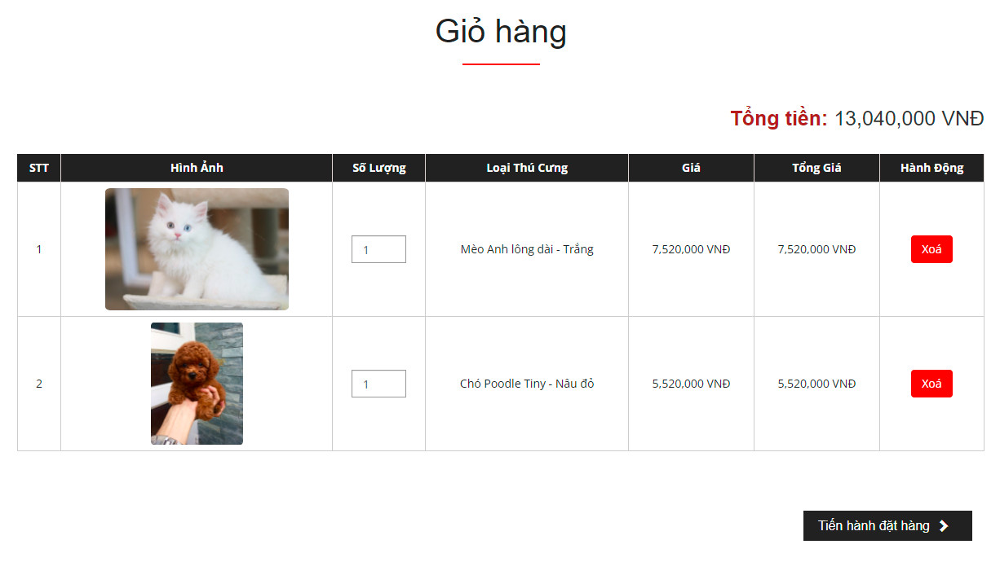 Giỏ hàng
Tổng tiền: 13,040,000 VNĐ
STT Hình Ảnh Số Lượng Loại Thú Cưng Giá Tổng Giá Hành Động
1 1 Mèo Anh lông dài - Trắng 7,520,000 VNĐ 7,520,000 VNĐ Xoá
2 1 Chó Poodle Tiny - Nâu đỏ 5,520,000 VNĐ 5,520,000 VNĐ Xoá
Tiến hành đặt hàng